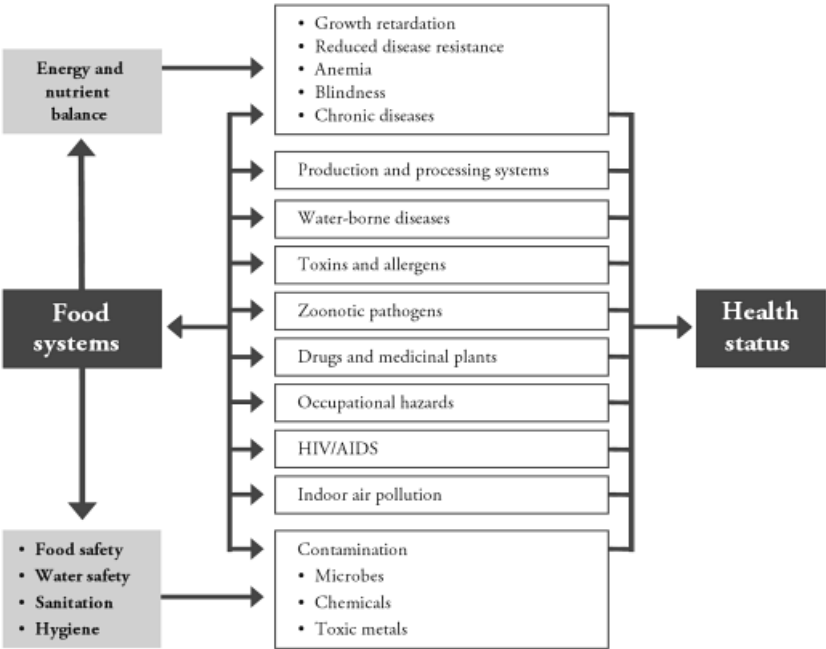 Energy and
nutrient
balance
Food
systems
• Food safety
• Water safety
• Sanitation
• Hygiene
• Growth retardation
• Reduced disease resistance
• Anemia
• Blindness
• Chronic diseases
Production and processing systems
Water-borne diseases
Toxins and allergens
Zoonotic pathogens
Drugs and medicinal plants
Occupational hazards
HIV/AIDS
Indoor air pollution
Contamination
• Microbes
• Chemicals
• Toxic metals
Health
status